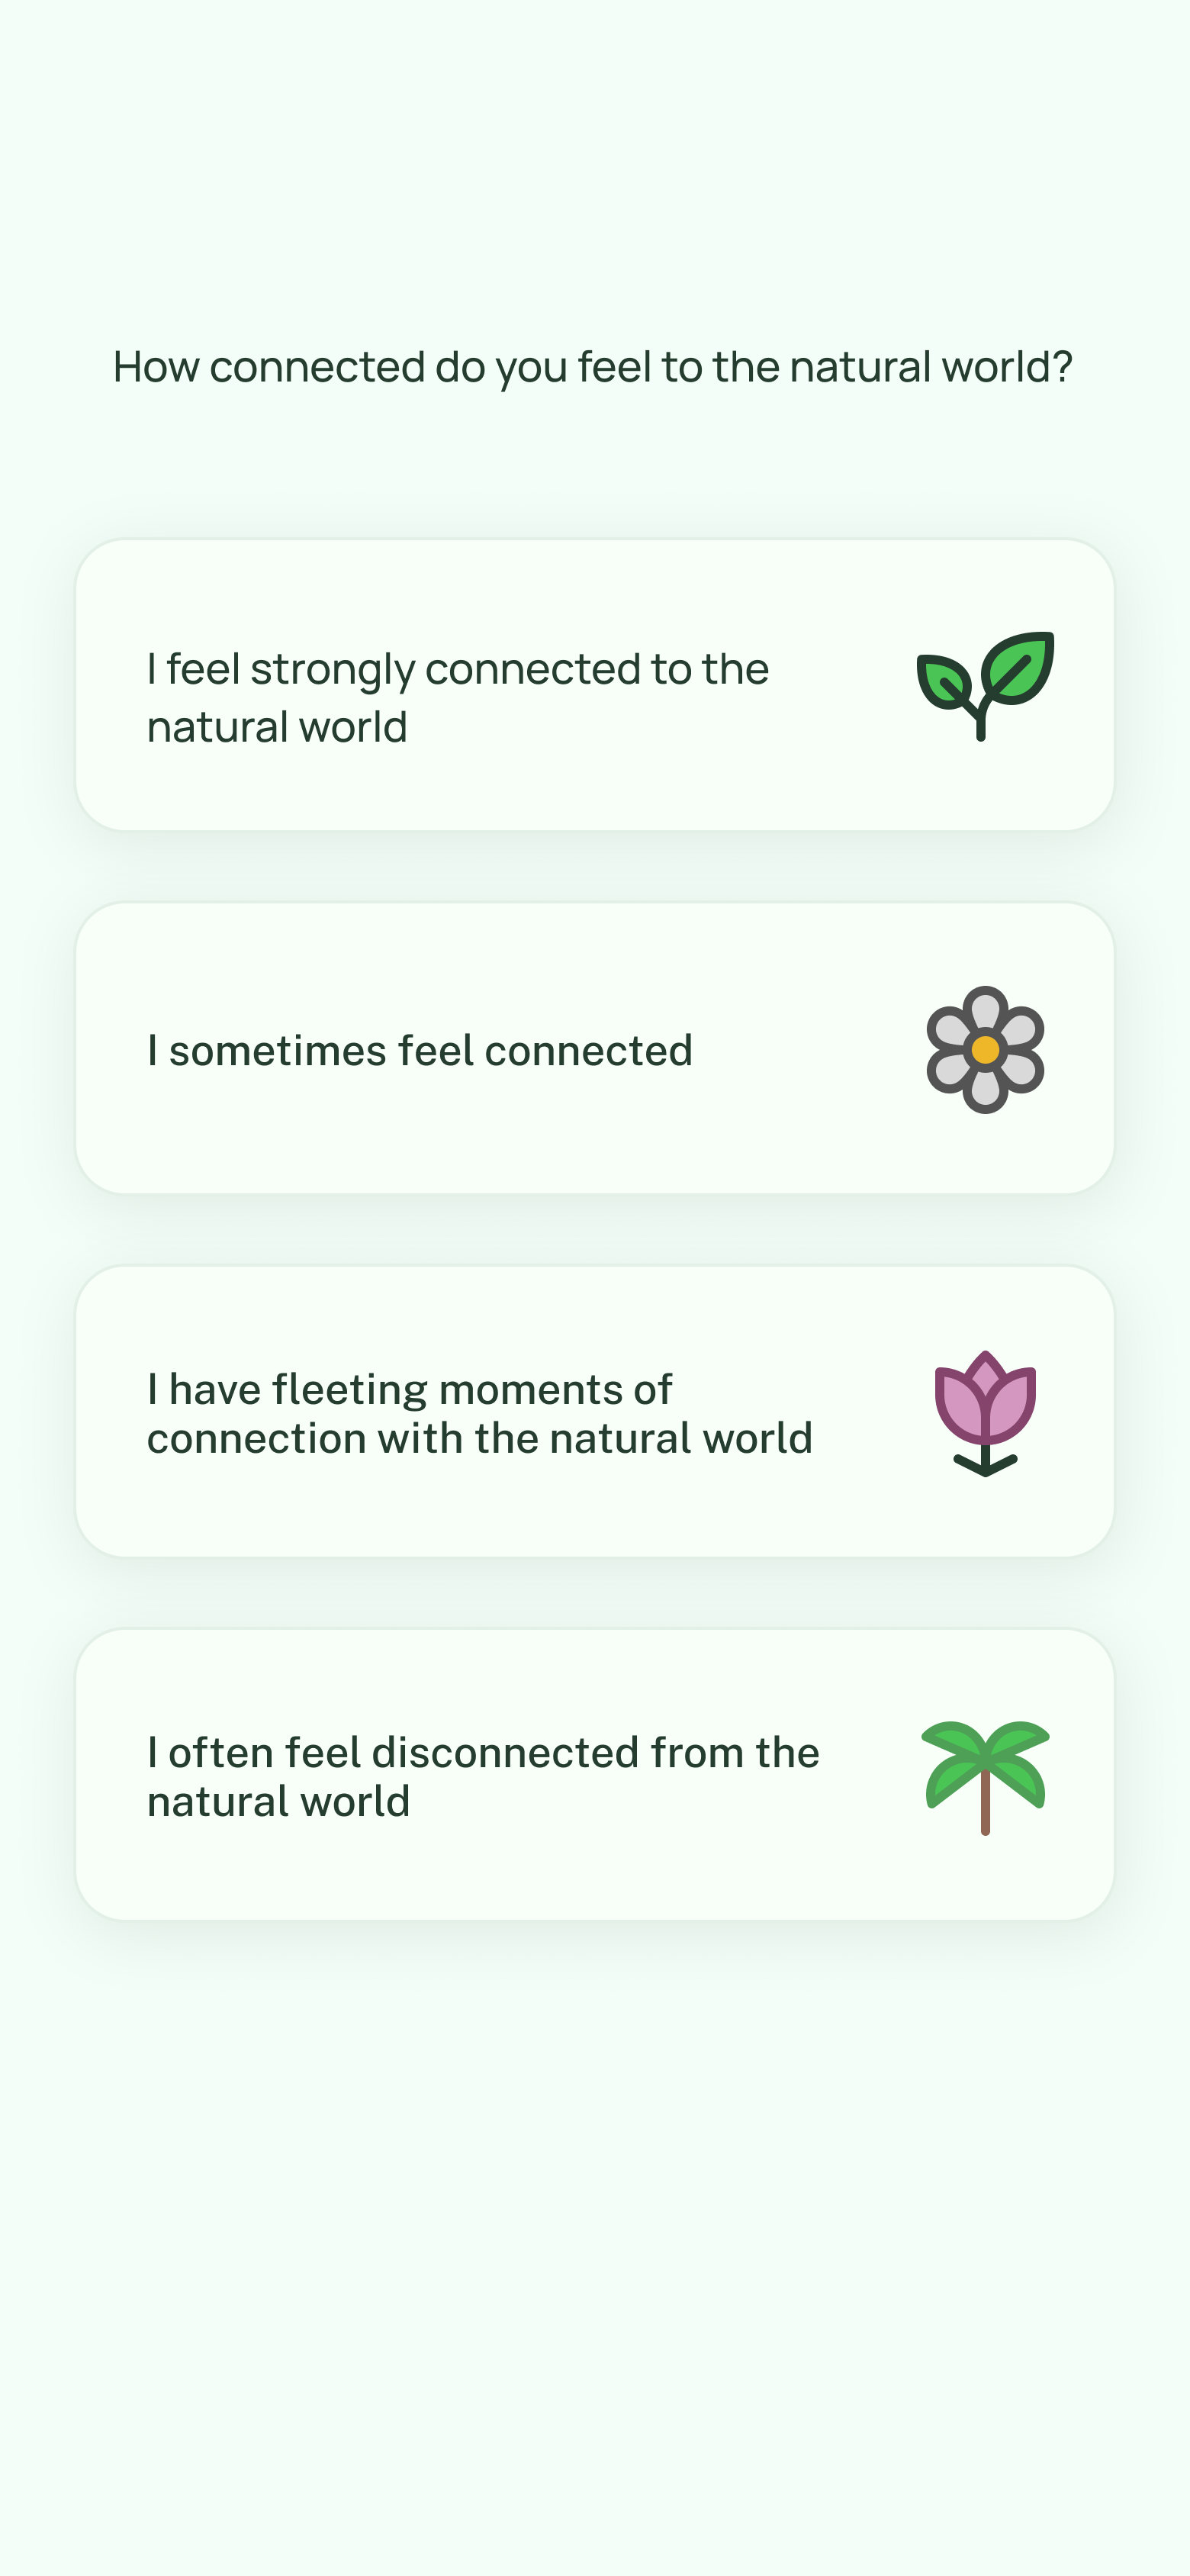 How connected do you feel to the natural world?
I feel strongly connected to the
natural world
I sometimes feel connected
I have fleeting moments of
connection with the natural world
I often feel disconnected from the
natural world